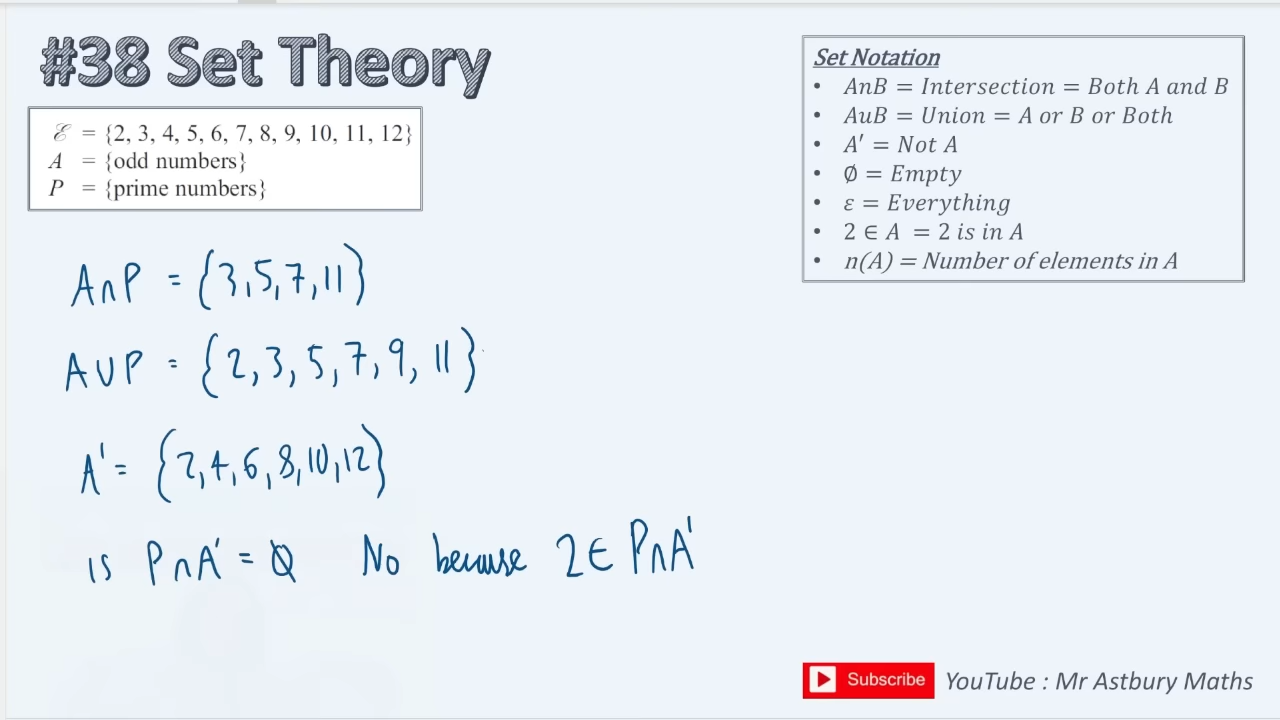 #38 Set Theory
ℰ = {2, 3, 4, 5, 6, 7, 8, 9, 10, 11, 12}
A = {odd numbers}
P = {prime numbers}
Set Notation
• AnB = Intersection = Both A and B
• AuB = Union = A or B or Both
• A′ = Not A
• ∅ = Empty
• ε = Everything
• 2 ∈ A = 2 is in A
• n(A) = Number of elements in A
A∩P = {3,5,7,11}
A∪P = {2,3,5,7,9,11}
A' = {2,4,6,8,10,12}
is P∩A' = ∅ No because 2∈ P∩A'
Subscribe YouTube : Mr Astbury Maths